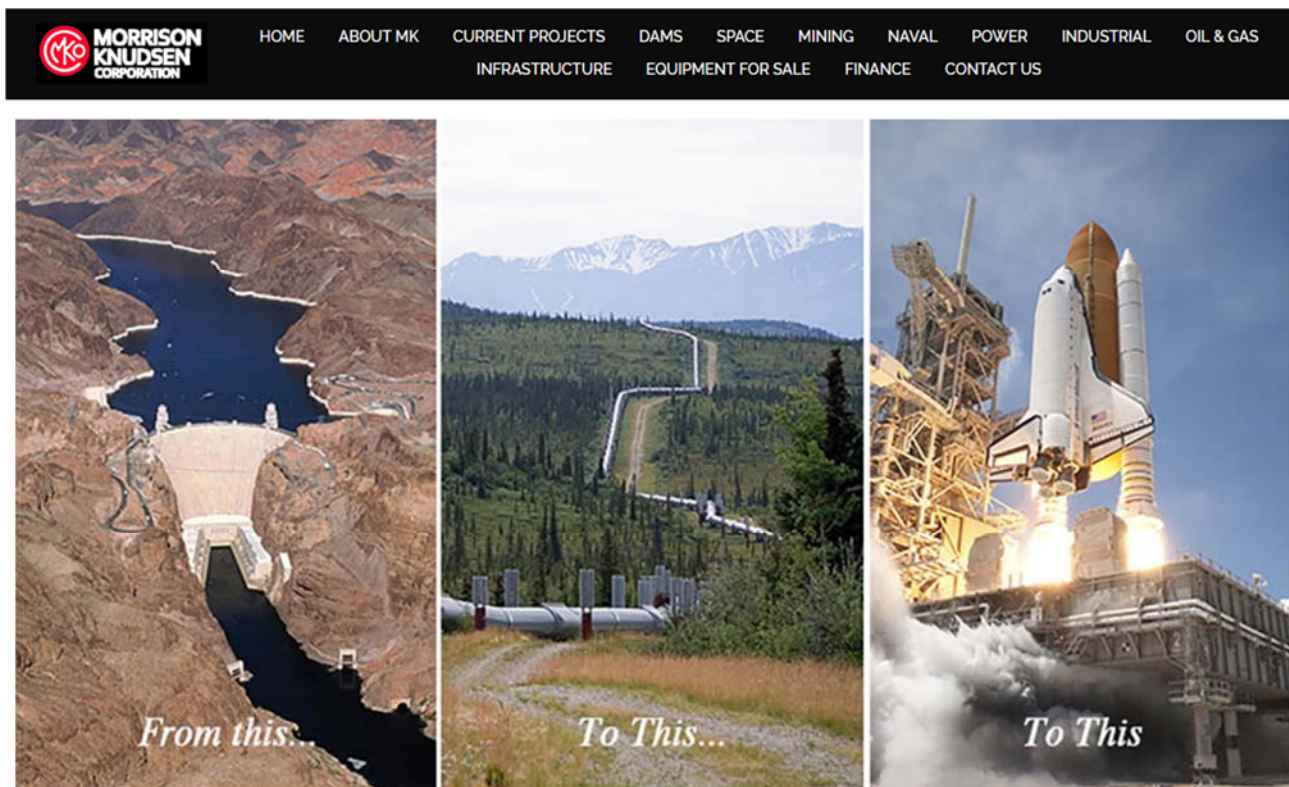 MORRISON
KNUDSEN
CORPORATION
MKCO
HOME ABOUT MK CURRENT PROJECTS DAMS SPACE MINING NAVAL POWER INDUSTRIAL OIL & GAS
INFRASTRUCTURE EQUIPMENT FOR SALE FINANCE CONTACT US
From this...
To This...
To This